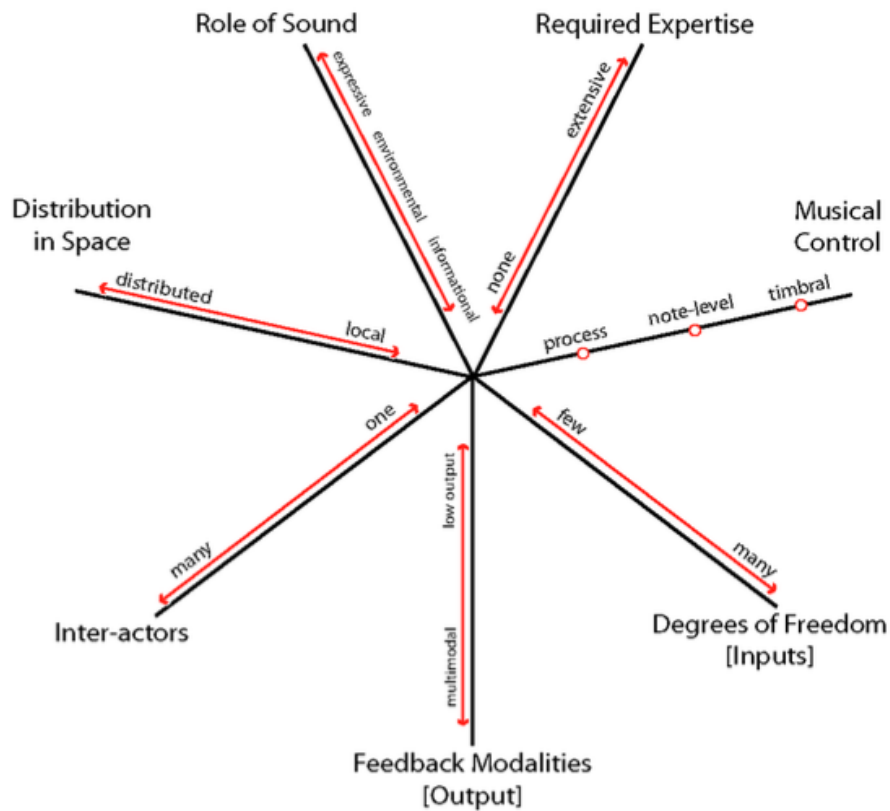 Role of Sound
Required Expertise
expressive environmental informational
extensive
none
Distribution
in Space
distributed
local
Musical
Control
process
note-level
timbral
one
many
Inter-actors
few
many
Degrees of Freedom
[Inputs]
low output
multimodal
Feedback Modalities
[Output]